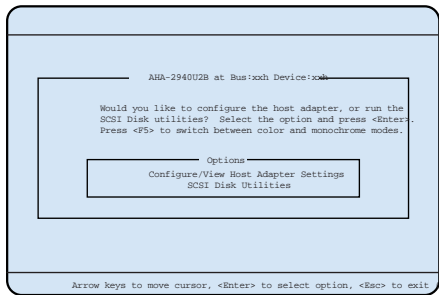 AHA-2940U2B at Bus:xxh Device:xxh
Would you like to configure the host adapter, or run the
SCSI Disk utilities? Select the option and press <Enter>.
Press <F5> to switch between color and monochrome modes.
Options
Configure/View Host Adapter Settings
SCSI Disk Utilities
Arrow keys to move cursor, <Enter> to select option, <Esc> to exit